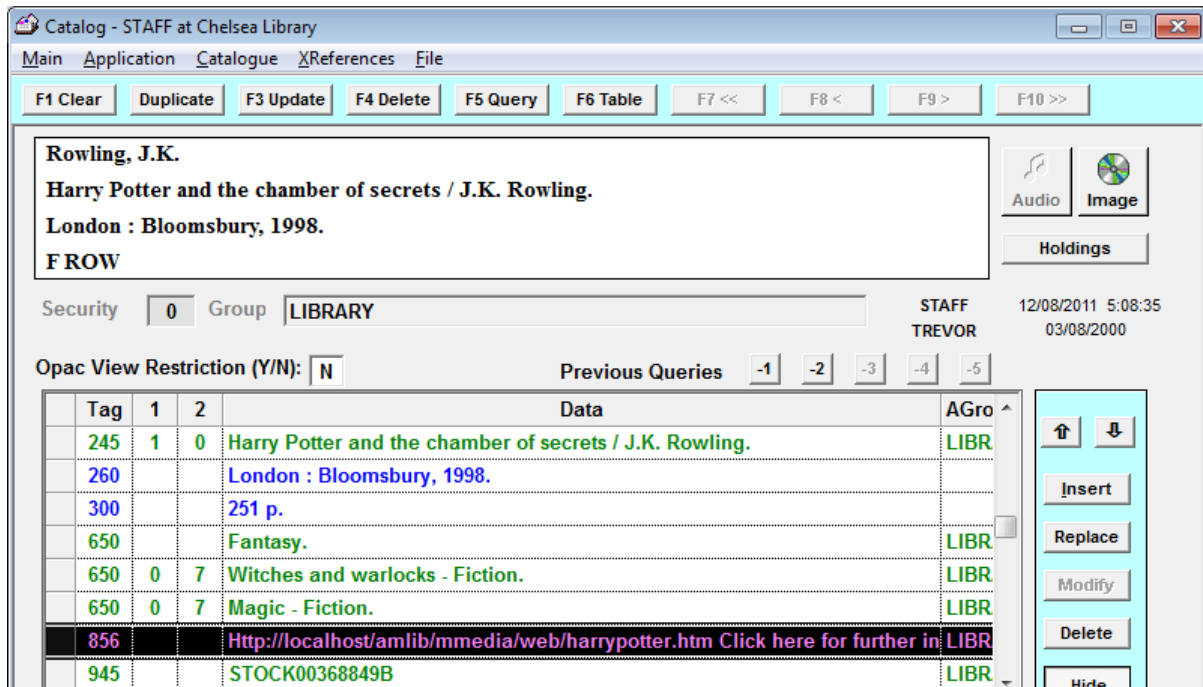 Catalog - STAFF at Chelsea Library
Main Application Catalogue XReferences File
F1 Clear Duplicate F3 Update F4 Delete F5 Query F6 Table F7 << F8 < F9 > F10 >>
Rowling, J.K.
Harry Potter and the chamber of secrets / J.K. Rowling.
London : Bloomsbury, 1998.
F ROW
Audio Image
Holdings
Security 0 Group LIBRARY STAFF 12/08/2011 5:08:35
TREVOR 03/08/2000
Opac View Restriction (Y/N): N Previous Queries -1 -2 -3 -4 -5
Tag 1 2 Data AGro
245 1 0 Harry Potter and the chamber of secrets / J.K. Rowling. LIBR
260 London : Bloomsbury, 1998.
300 251 p.
650 Fantasy. LIBR
650 0 7 Witches and warlocks - Fiction. LIBR
650 0 7 Magic - Fiction. LIBR
856 Http://localhost/amlib/mmedia/web/harrypotter.htm Click here for further in LIBR
945 STOCK00368849B LIBR
Insert
Replace
Modify
Delete
Hide